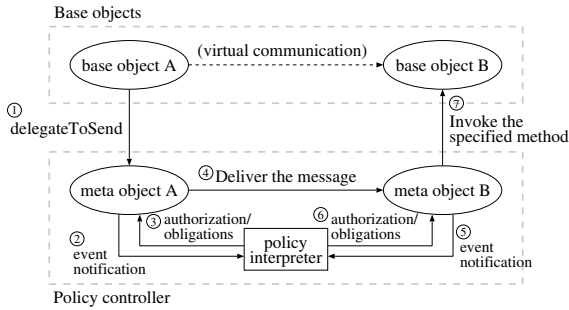 Base objects
(virtual communication)
base object A
base object B
①
delegateToSend
⑦
Invoke the
specified method
④ Deliver the message
meta object A
meta object B
③ authorization/
obligations
⑥ authorization/
obligations
②
event
notification
policy
interpreter
⑤
event
notification
Policy controller